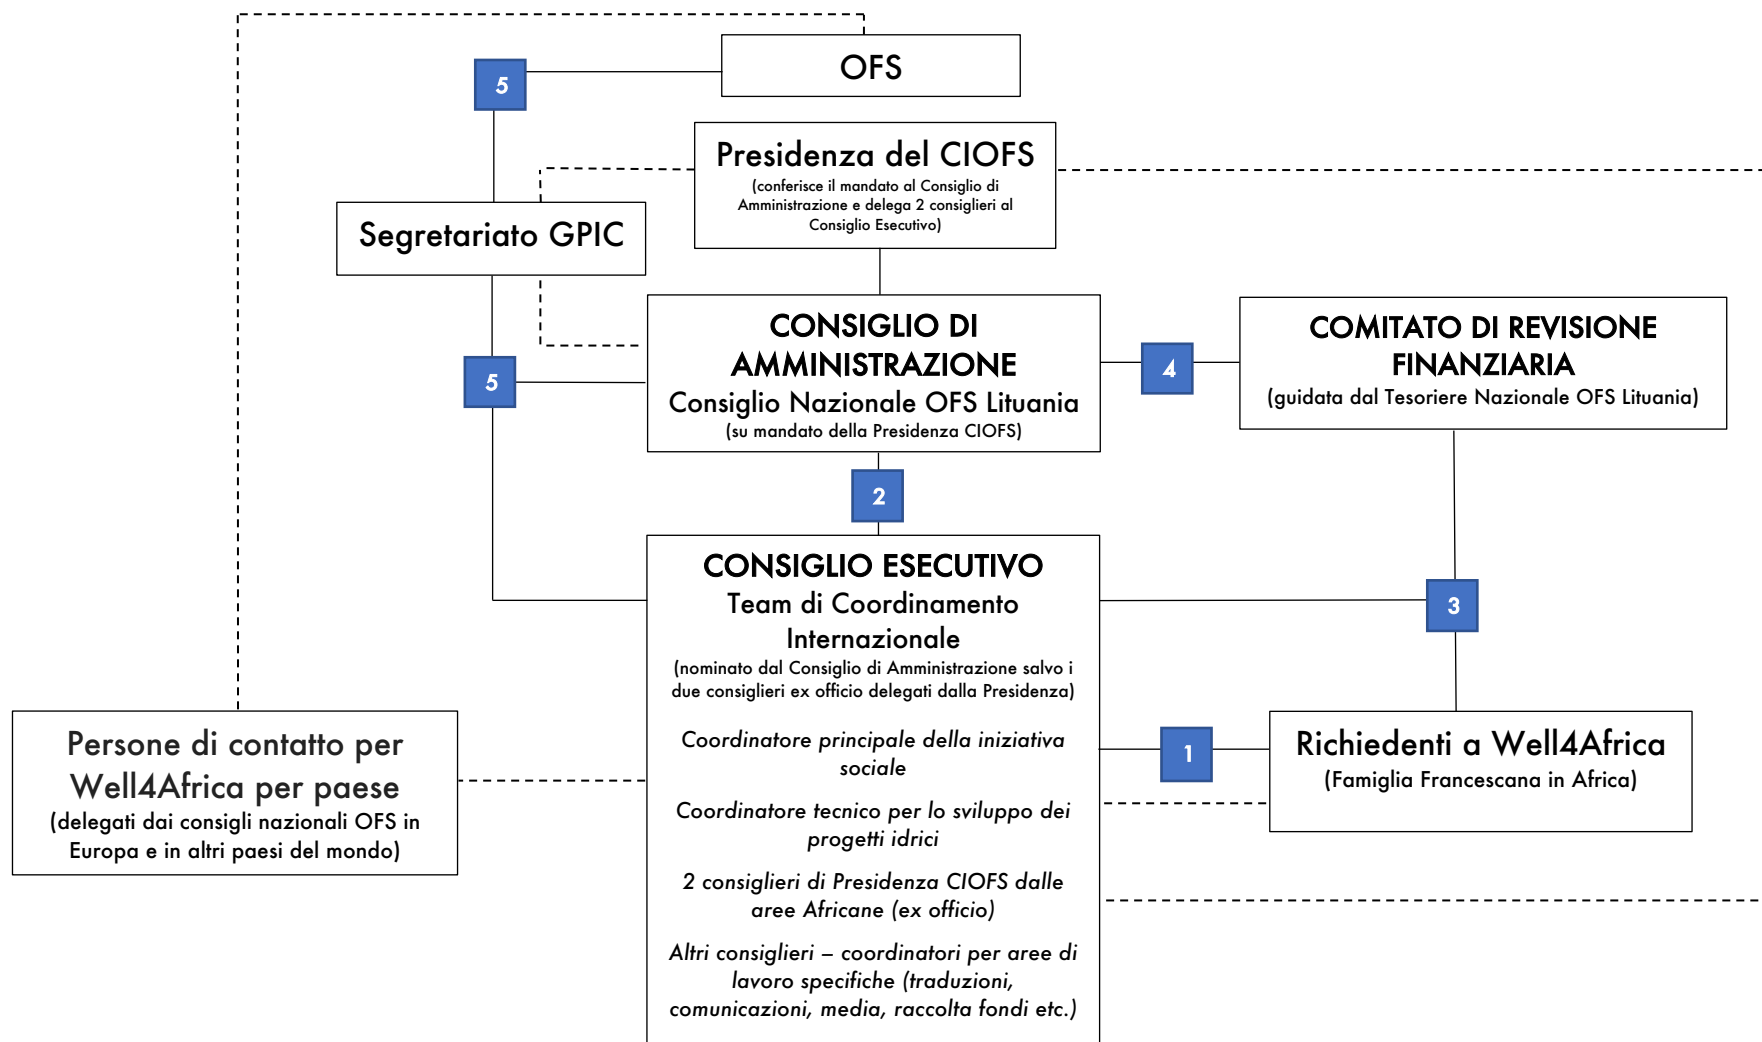 OFS
5
Presidenza del CIOFS
(conferisce il mandato al Consiglio di
Amministrazione e delega 2 consiglieri al
Consiglio Esecutivo)
Segretariato GPIC
CONSIGLIO DI
AMMINISTRAZIONE
Consiglio Nazionale OFS Lituania
(su mandato della Presidenza CIOFS)
4
COMITATO DI REVISIONE
FINANZIARIA
(guidata dal Tesoriere Nazionale OFS Lituania)
5
2
CONSIGLIO ESECUTIVO
Team di Coordinamento
Internazionale
(nominato dal Consiglio di Amministrazione salvo i
due consiglieri ex officio delegati dalla Presidenza)
Coordinatore principale della iniziativa
sociale
Coordinatore tecnico per lo sviluppo dei
progetti idrici
2 consiglieri di Presidenza CIOFS dalle
aree Africane (ex officio)
Altri consiglieri – coordinatori per aree di
lavoro specifiche (traduzioni,
comunicazioni, media, raccolta fondi etc.)
3
1
Richiedenti a Well4Africa
(Famiglia Francescana in Africa)
Persone di contatto per
Well4Africa per paese
(delegati dai consigli nazionali OFS in
Europa e in altri paesi del mondo)